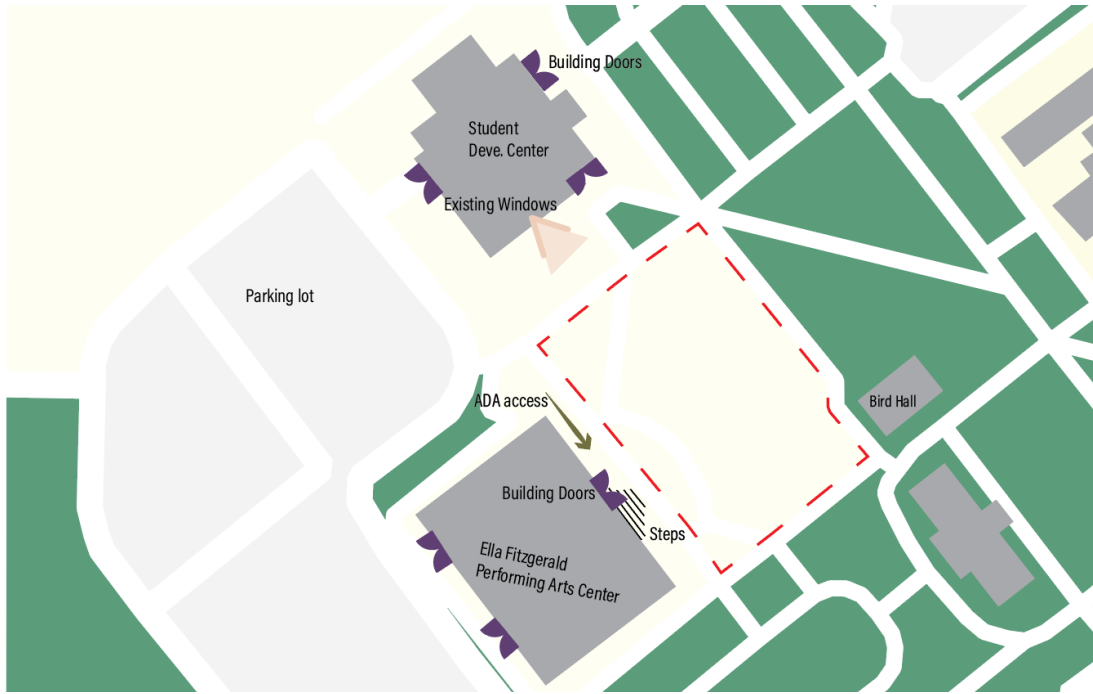 Building Doors
Student
Deve. Center
Existing Windows
Parking lot
ADA access
Bird Hall
Building Doors
Steps
Ella Fitzgerald
Performing Arts Center